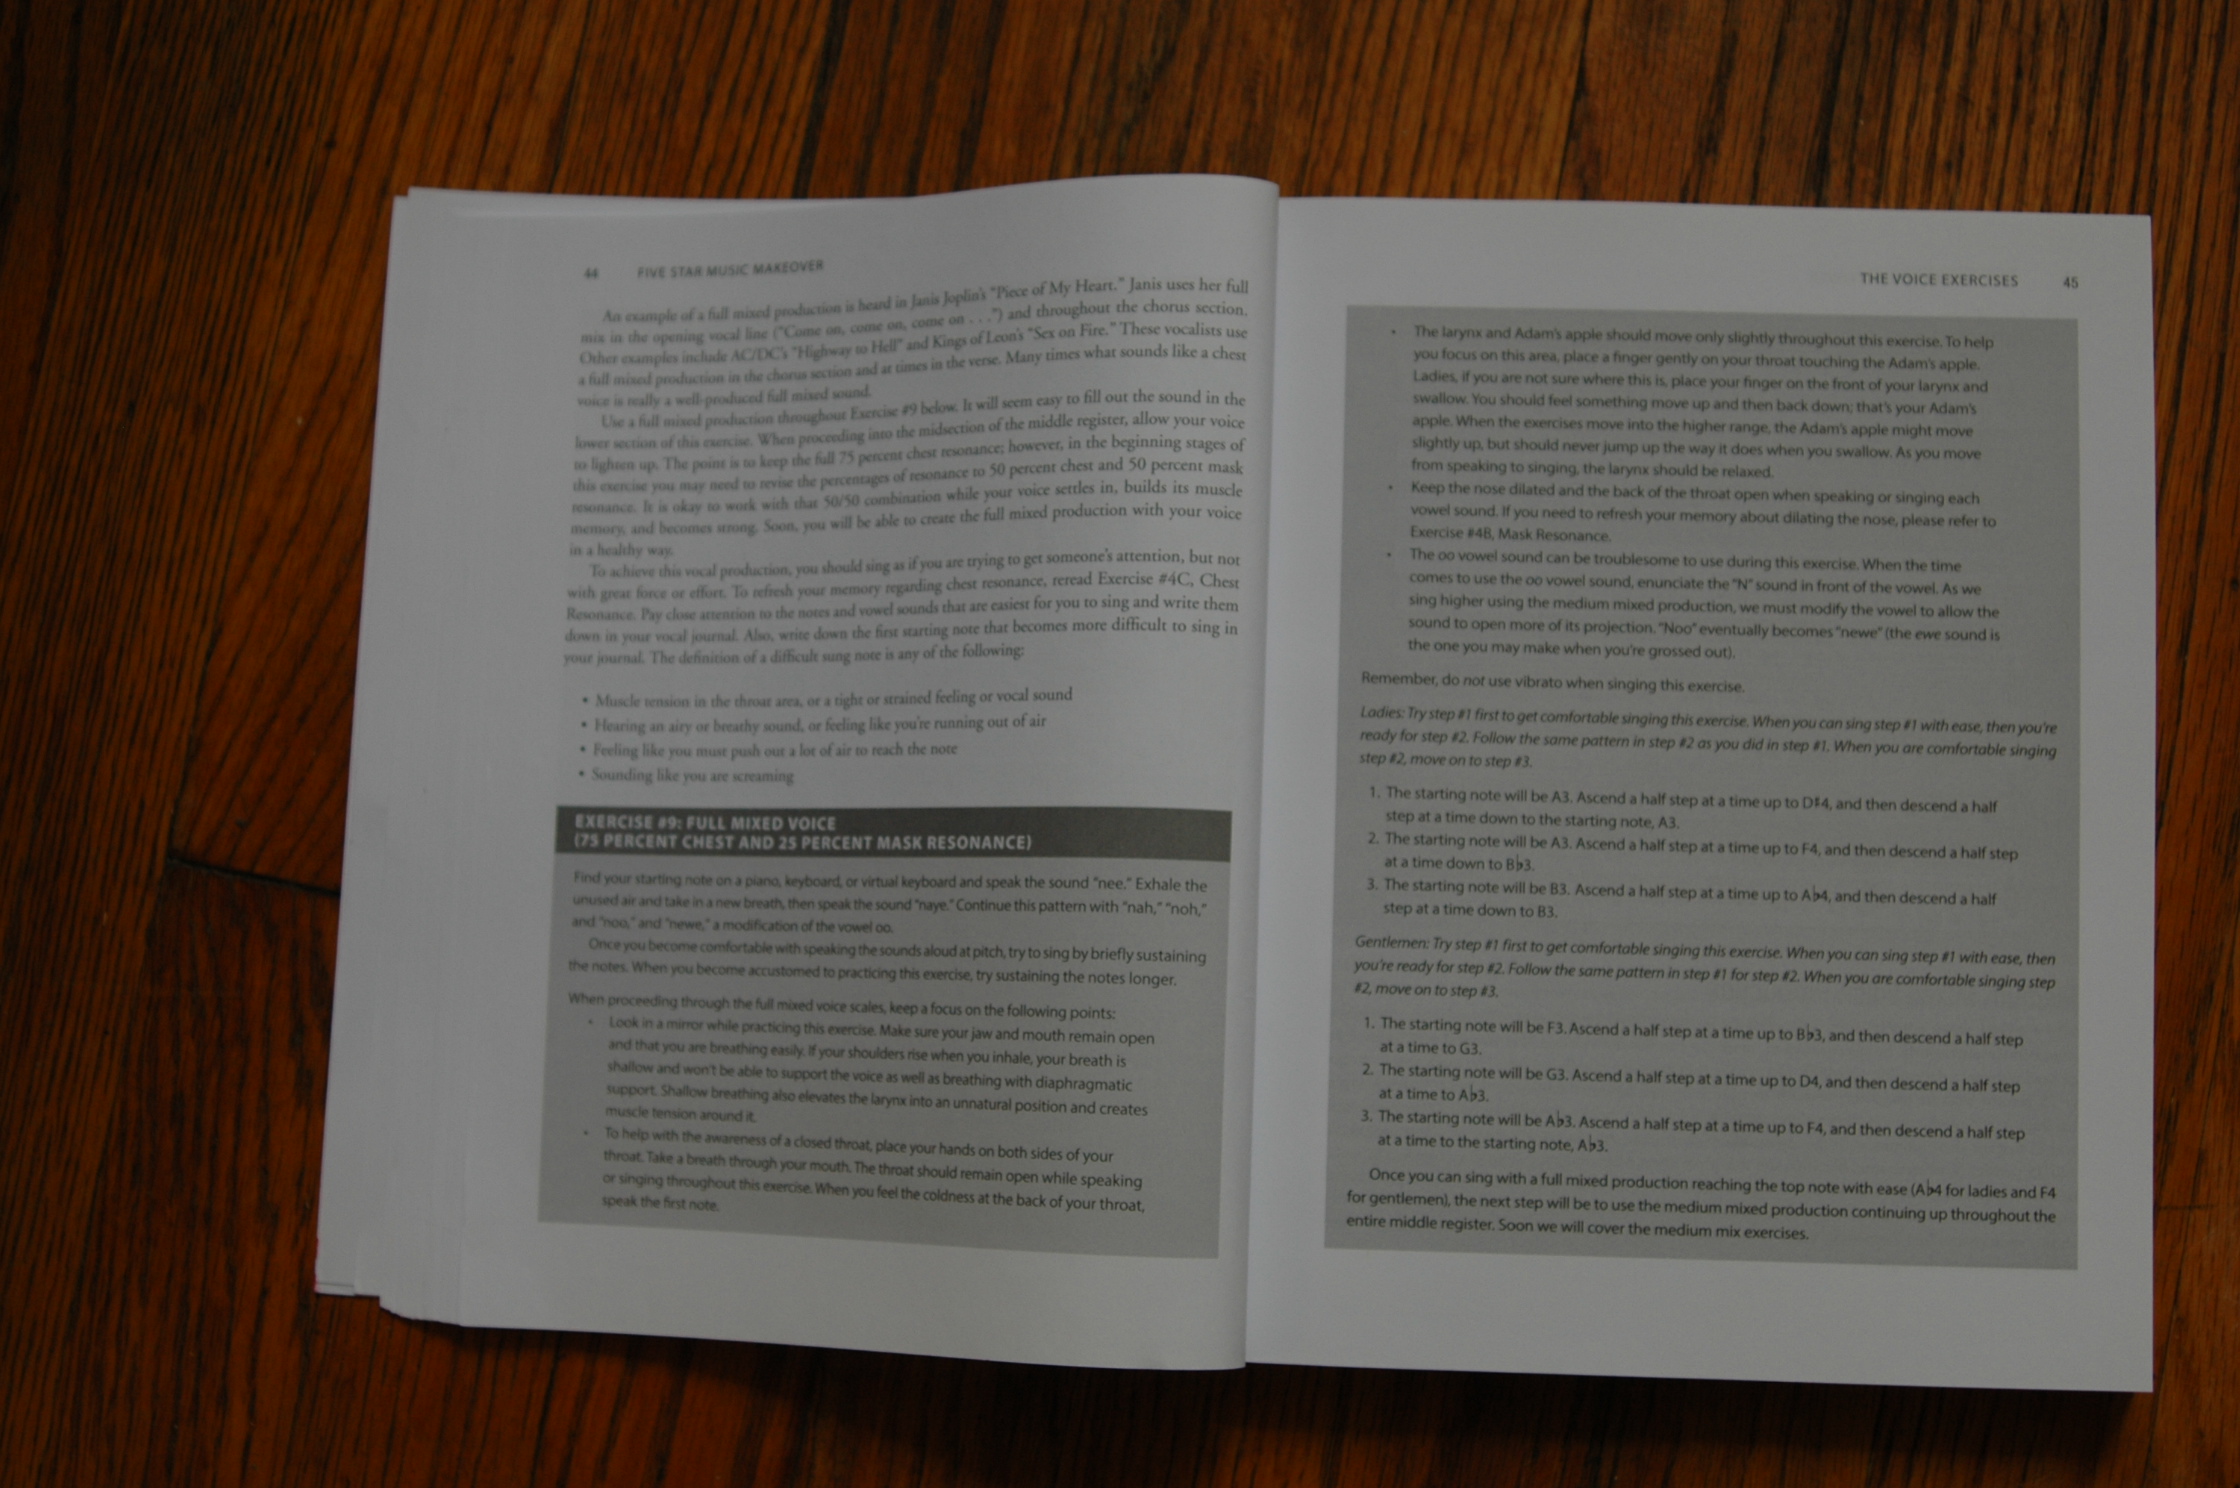 44 FIVE STAR MUSIC MAKEOVER
An example of a full mixed production is heard in Janis Joplin's "Piece of My Heart." Janis uses her full
mix in the opening vocal line ("Come on, come on, come on . . .") and throughout the chorus section.
Other examples include AC/DC's "Highway to Hell" and Kings of Leon's "Sex on Fire." These vocalists use
a full mixed production in the chorus section and at times in the verse. Many times what sounds like a chest
voice is really a well-produced full mixed sound.
Use a full mixed production throughout Exercise #9 below. It will seem easy to fill out the sound in the
lower section of this exercise. When proceeding into the midsection of the middle register, allow your voice
to lighten up. The point is to keep the full 75 percent chest resonance; however, in the beginning stages of
this exercise you may need to revise the percentages of resonance to 50 percent chest and 50 percent mask
resonance. It is okay to work with that 50/50 combination while your voice settles in, builds its muscle
memory, and becomes strong. Soon, you will be able to create the full mixed production with your voice
in a healthy way.
To achieve this vocal production, you should sing as if you are trying to get someone's attention, but not
with great force or effort. To refresh your memory regarding chest resonance, reread Exercise #4C, Chest
Resonance. Pay close attention to the notes and vowel sounds that are easiest for you to sing and write them
down in your vocal journal. Also, write down the first starting note that becomes more difficult to sing in
your journal. The definition of a difficult sung note is any of the following:
• Muscle tension in the throat area, or a tight or strained feeling or vocal sound
• Hearing an airy or breathy sound, or feeling like you're running out of air
• Feeling like you must push out a lot of air to reach the note
• Sounding like you are screaming
EXERCISE #9: FULL MIXED VOICE
(75 PERCENT CHEST AND 25 PERCENT MASK RESONANCE)
Find your starting note on a piano, keyboard, or virtual keyboard and speak the sound "nee." Exhale the
unused air and take in a new breath, then speak the sound "naye." Continue this pattern with "nah," "noh,"
and "noo," and "newe," a modification of the vowel oo.
Once you become comfortable with speaking the sounds aloud at pitch, try to sing by briefly sustaining
the notes. When you become accustomed to practicing this exercise, try sustaining the notes longer.
When proceeding through the full mixed voice scales, keep a focus on the following points:
• Look in a mirror while practicing this exercise. Make sure your jaw and mouth remain open
and that you are breathing easily. If your shoulders rise when you inhale, your breath is
shallow and won't be able to support the voice as well as breathing with diaphragmatic
support. Shallow breathing also elevates the larynx into an unnatural position and creates
muscle tension around it.
• To help with the awareness of a closed throat, place your hands on both sides of your
throat. Take a breath through your mouth. The throat should remain open while speaking
or singing throughout this exercise. When you feel the coldness at the back of your throat,
speak the first note.
THE VOICE EXERCISES 45
• The larynx and Adam's apple should move only slightly throughout this exercise. To help
you focus on this area, place a finger gently on your throat touching the Adam's apple.
Ladies, if you are not sure where this is, place your finger on the front of your larynx and
swallow. You should feel something move up and then back down; that's your Adam's
apple. When the exercises move into the higher range, the Adam's apple might move
slightly up, but should never jump up the way it does when you swallow. As you move
from speaking to singing, the larynx should be relaxed.
• Keep the nose dilated and the back of the throat open when speaking or singing each
vowel sound. If you need to refresh your memory about dilating the nose, please refer to
Exercise #4B, Mask Resonance.
• The oo vowel sound can be troublesome to use during this exercise. When the time
comes to use the oo vowel sound, enunciate the "N" sound in front of the vowel. As we
sing higher using the medium mixed production, we must modify the vowel to allow the
sound to open more of its projection. "Noo" eventually becomes "newe" (the ewe sound is
the one you may make when you're grossed out).
Remember, do not use vibrato when singing this exercise.
Ladies: Try step #1 first to get comfortable singing this exercise. When you can sing step #1 with ease, then you're
ready for step #2. Follow the same pattern in step #2 as you did in step #1. When you are comfortable singing
step #2, move on to step #3.
1. The starting note will be A3. Ascend a half step at a time up to D♯4, and then descend a half
step at a time down to the starting note, A3.
2. The starting note will be A3. Ascend a half step at a time up to F4, and then descend a half step
at a time down to B♭3.
3. The starting note will be B3. Ascend a half step at a time up to A♭4, and then descend a half
step at a time down to B3.
Gentlemen: Try step #1 first to get comfortable singing this exercise. When you can sing step #1 with ease, then
you're ready for step #2. Follow the same pattern in step #1 for step #2. When you are comfortable singing step
#2, move on to step #3.
1. The starting note will be F3. Ascend a half step at a time up to B♭3, and then descend a half step
at a time to G3.
2. The starting note will be G3. Ascend a half step at a time up to D4, and then descend a half step
at a time to A♭3.
3. The starting note will be A♭3. Ascend a half step at a time up to F4, and then descend a half step
at a time to the starting note, A♭3.
Once you can sing with a full mixed production reaching the top note with ease (A♭4 for ladies and F4
for gentlemen), the next step will be to use the medium mixed production continuing up throughout the
entire middle register. Soon we will cover the medium mix exercises.